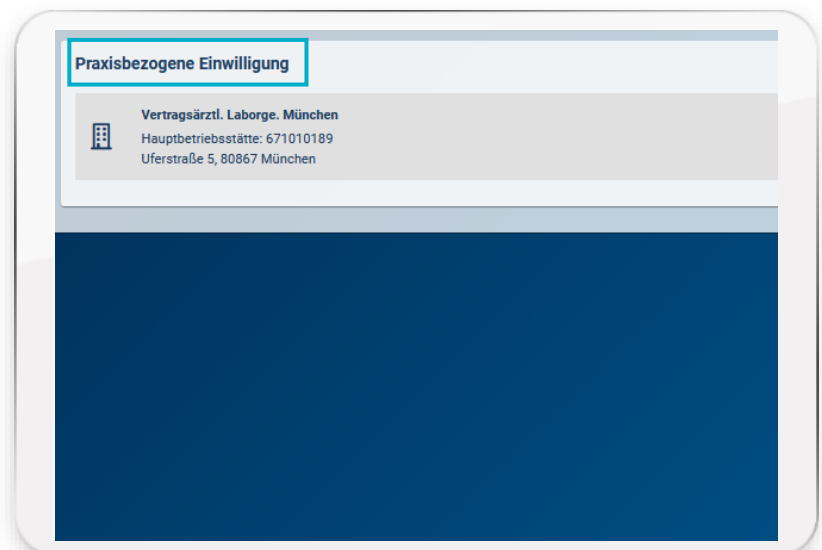 Praxisbezogene Einwilligung
Vertragsärztl. Laborge. München
Hauptbetriebsstätte: 671010189
Uferstraße 5, 80867 München